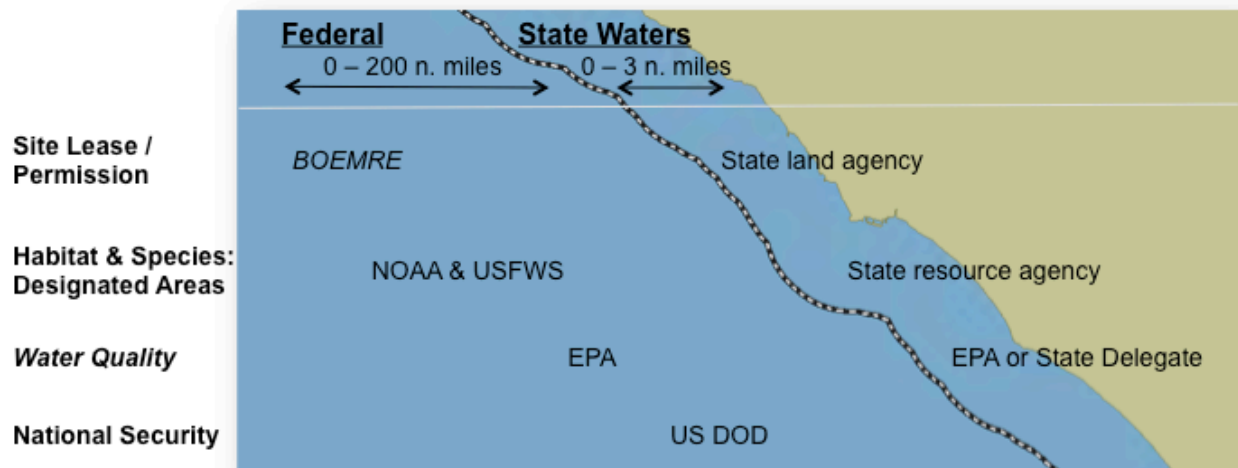 Federal State Waters
0 – 200 n. miles 0 – 3 n. miles
Site Lease /
Permission
BOEMRE State land agency
Habitat & Species:
Designated Areas
NOAA & USFWS State resource agency
Water Quality EPA EPA or State Delegate
National Security US DOD